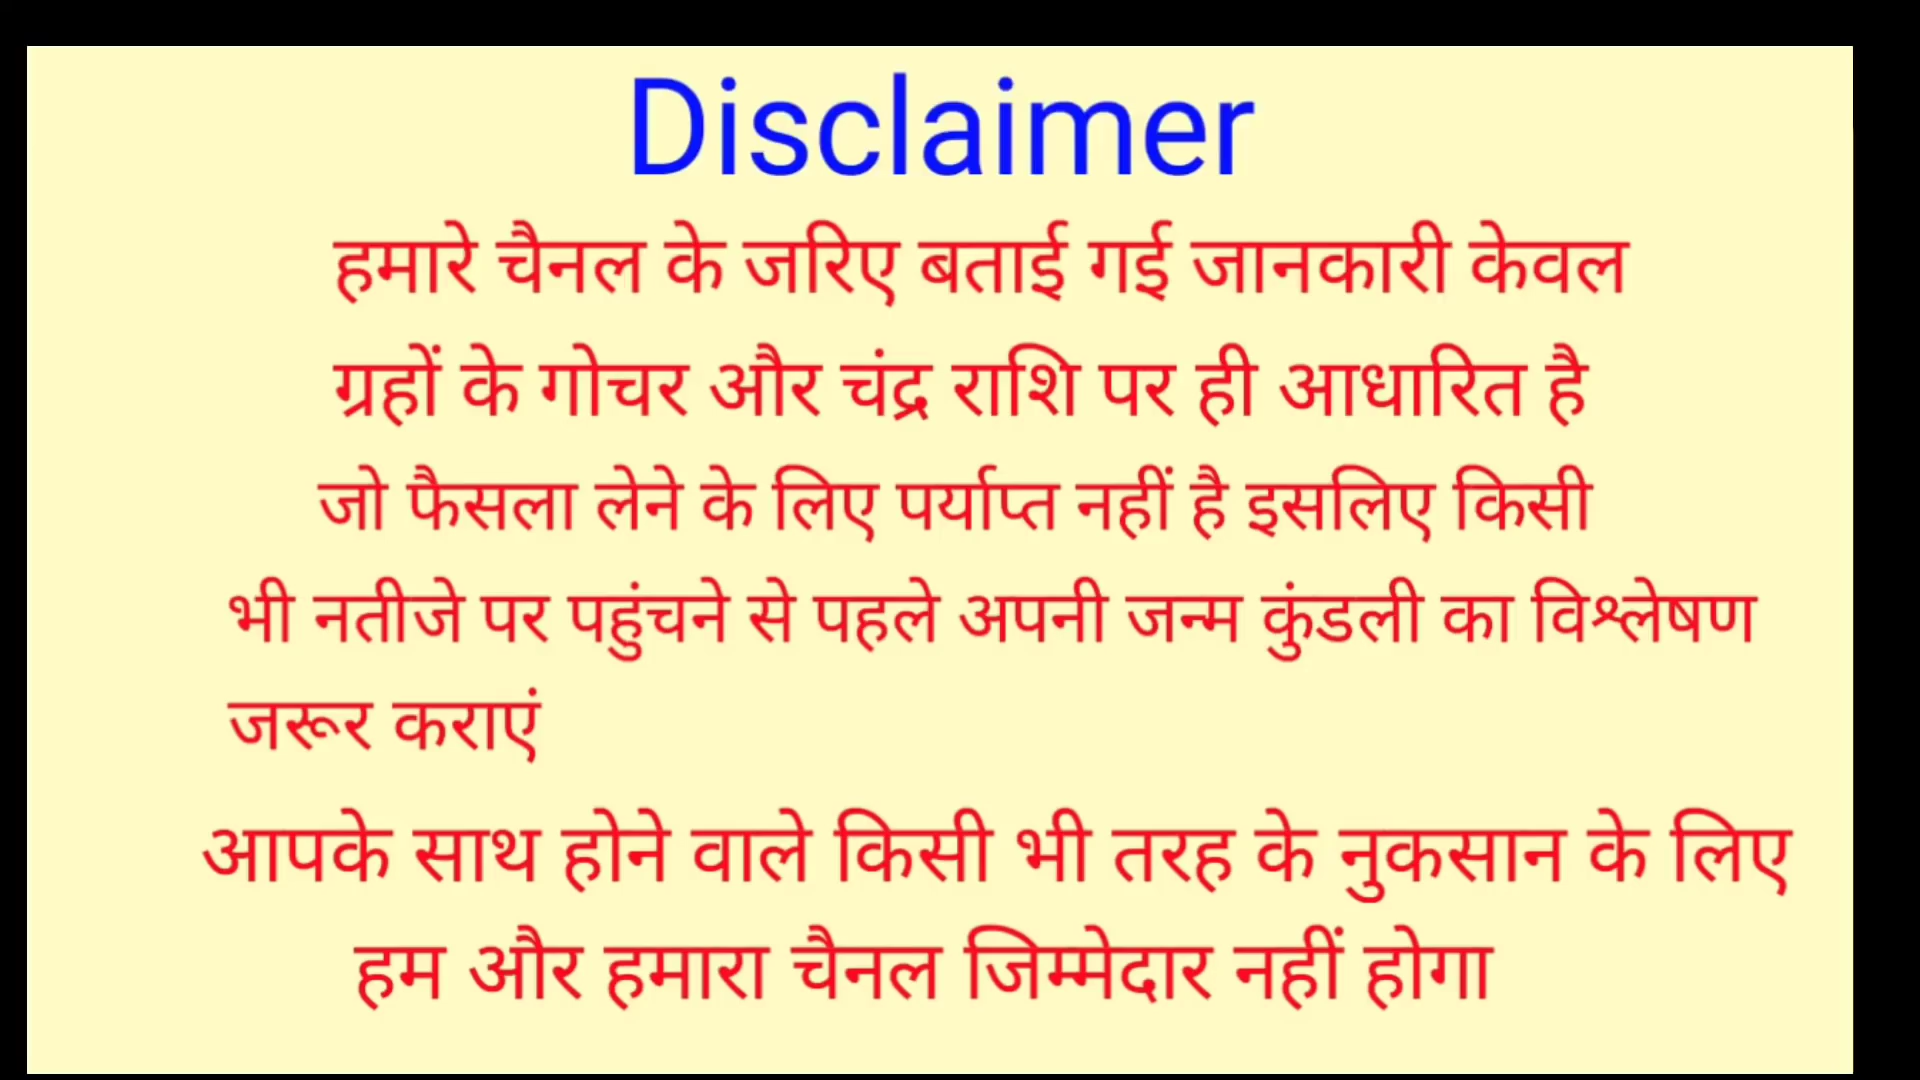 Disclaimer
हमारे चैनल के जरिए बताई गई जानकारी केवल
ग्रहों के गोचर और चंद्र राशि पर ही आधारित है
जो फैसला लेने के लिए पर्याप्त नहीं है इसलिए किसी
भी नतीजे पर पहुंचने से पहले अपनी जन्म कुंडली का विश्लेषण
जरूर कराएं
आपके साथ होने वाले किसी भी तरह के नुकसान के लिए
हम और हमारा चैनल जिम्मेदार नहीं होगा